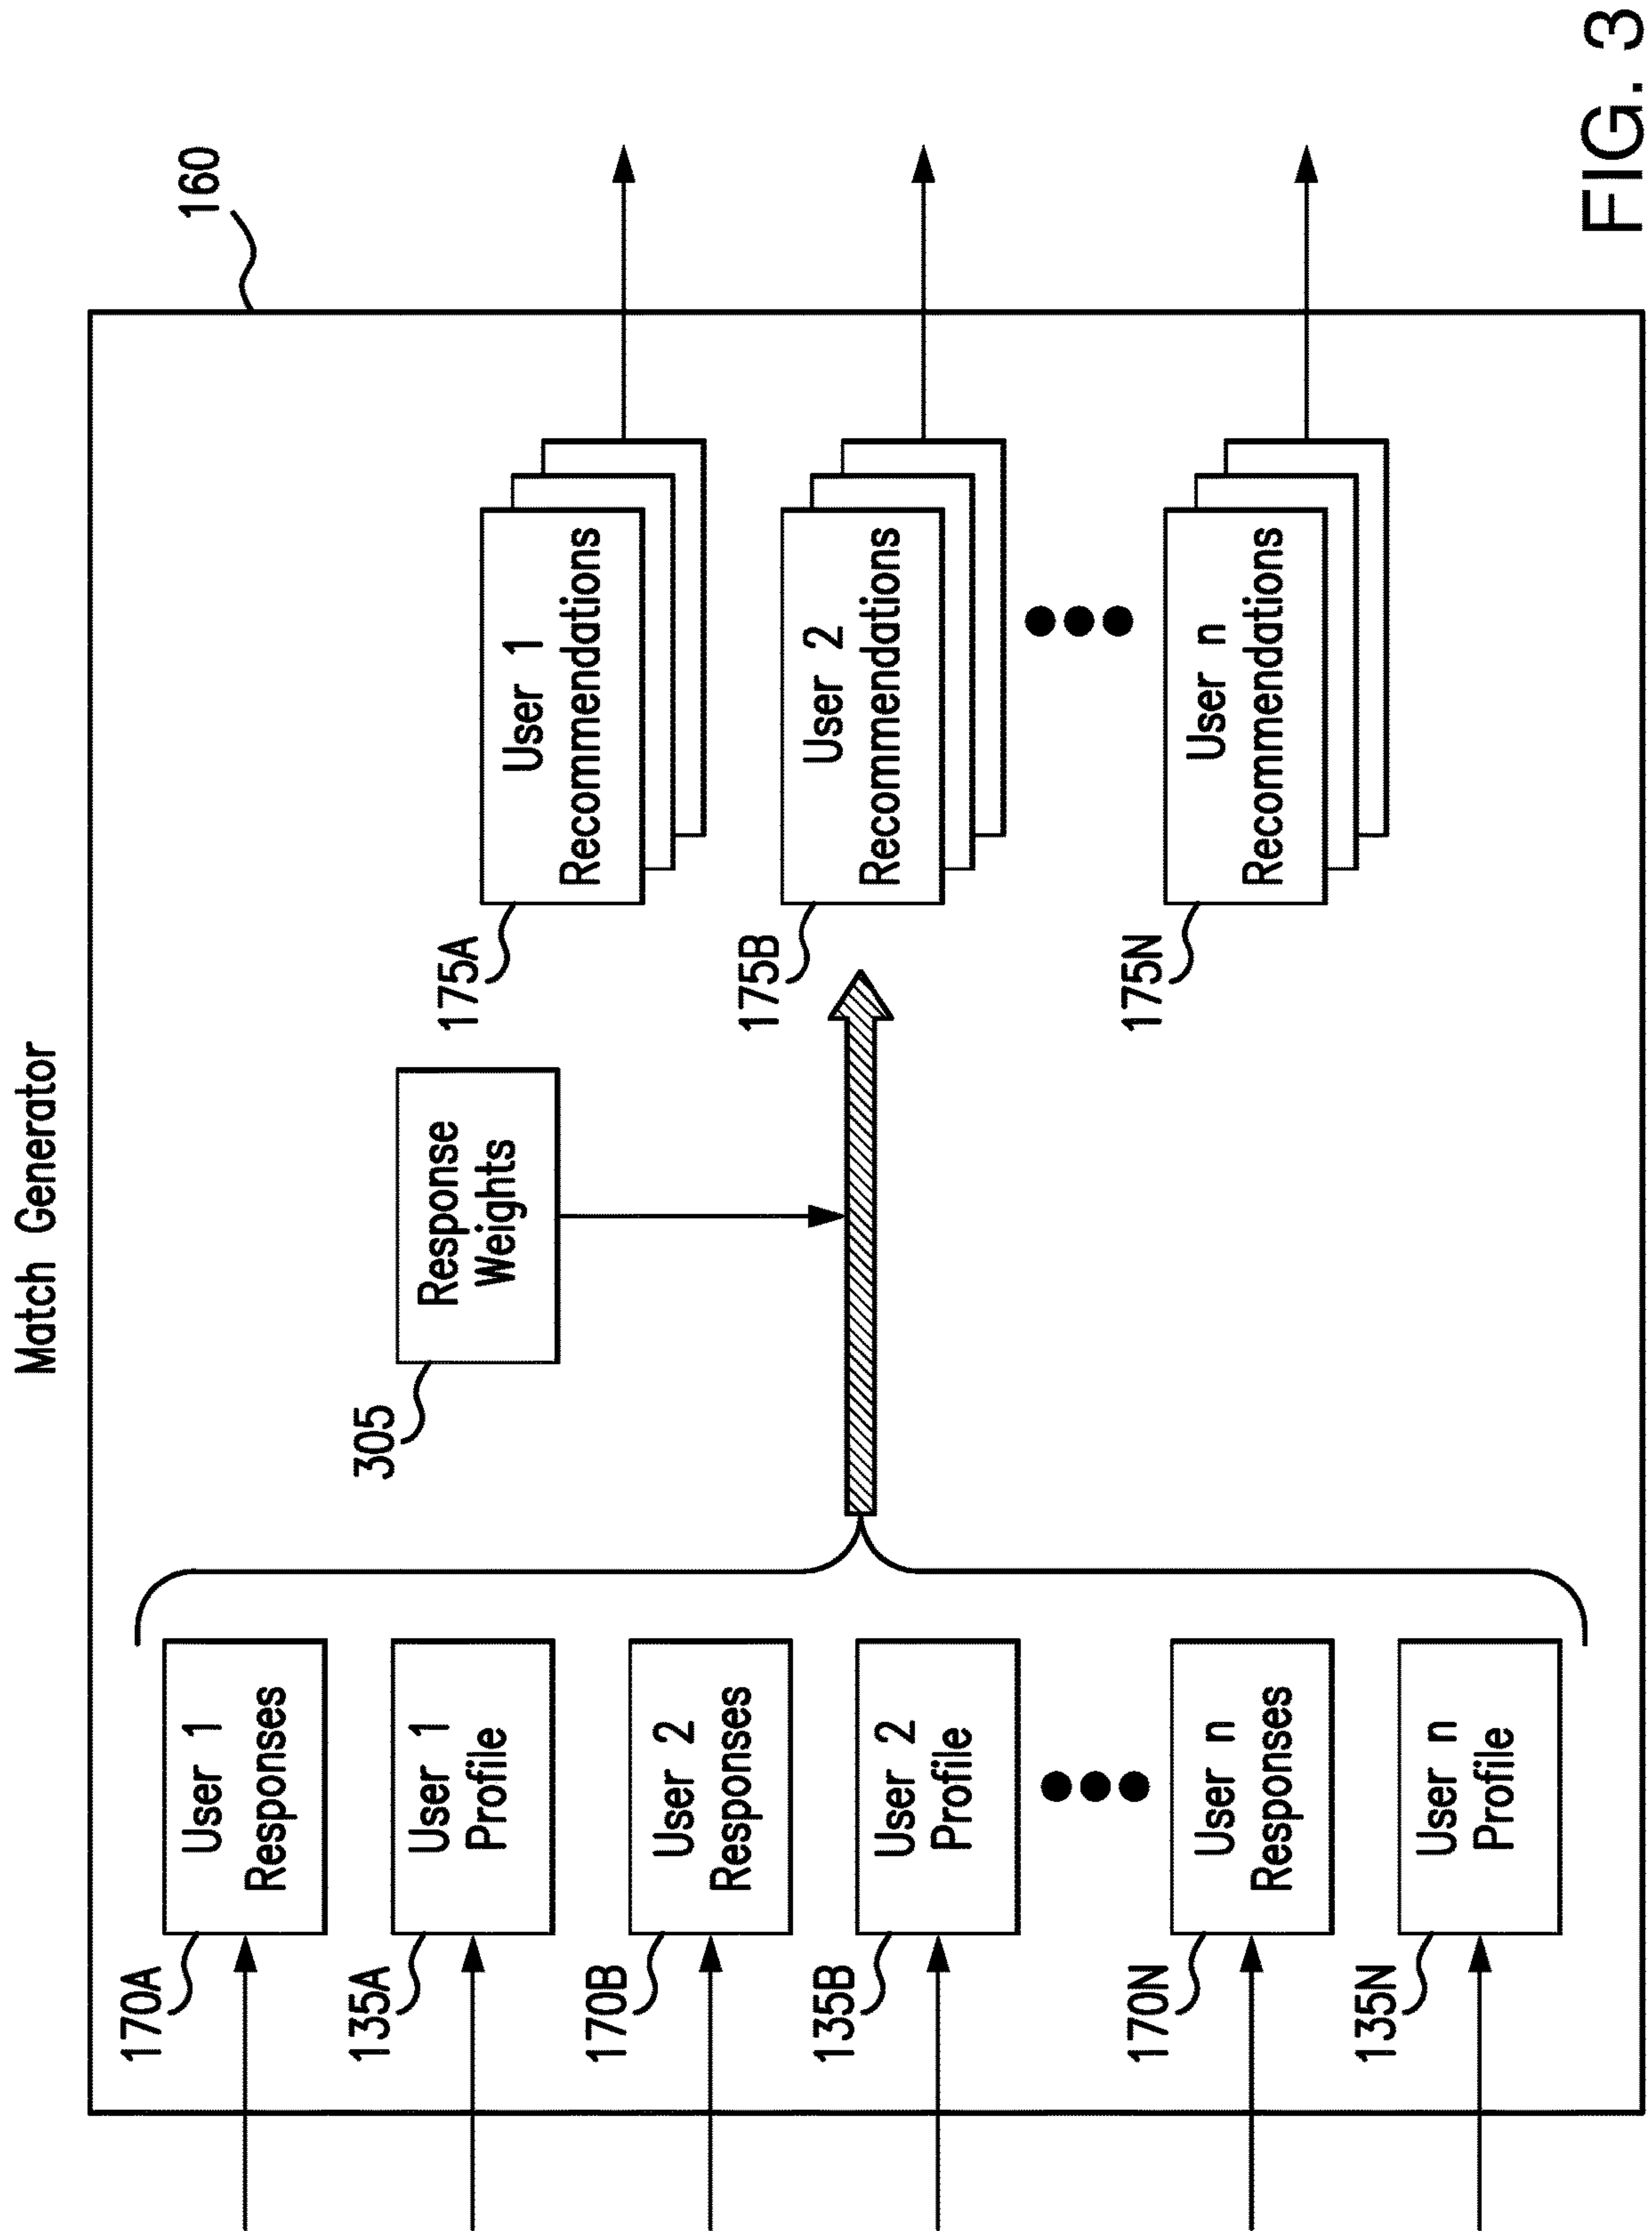 Match Generator
160
170A
User 1
Responses
135A
User 1
Profile
170B
User 2
Responses
135B
User 2
Profile
170N
User n
Responses
135N
User n
Profile
305
Response
Weights
175A
User 1
Recommendations
175B
User 2
Recommendations
175N
User n
Recommendations
FIG. 3